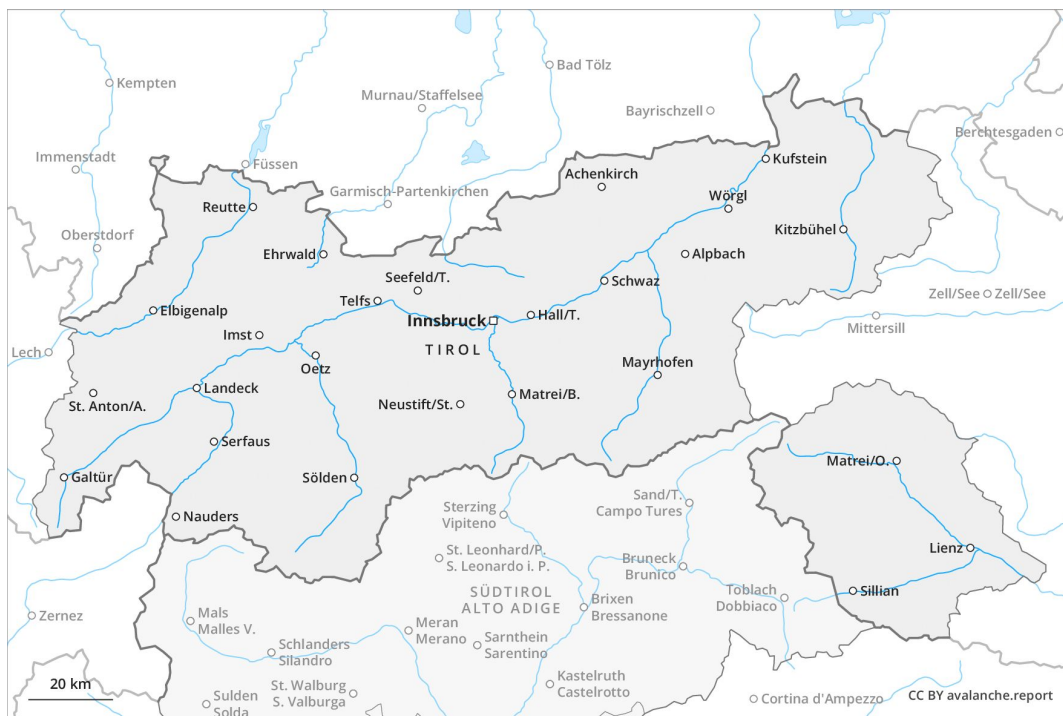 Kempten
Bad Tölz
Murnau/Staffelsee
Bayrischzell
Berchtesgaden
Immenstadt
Füssen
Kufstein
Garmisch-Partenkirchen
Achenkirch
Reutte
Wörgl
Oberstdorf
Kitzbühel
Ehrwald
Alpbach
Seefeld/T.
Schwaz
Zell/See
Zell/See
Telfs
Elbigenalp
Hall/T.
Innsbruck
Mittersill
Imst
TIROL
Lech
Oetz
Mayrhofen
Landeck
St. Anton/A.
Neustift/St.
Matrei/B.
Serfaus
Matrei/O.
Galtür
Sölden
Sand/T.
Campo Tures
Sterzing
Vipiteno
Nauders
Lienz
St. Leonhard/P.
S. Leonardo i. P.
Bruneck
Brunico
SÜDTIROL
ALTO ADIGE
Sillian
Toblach
Dobbiaco
Brixen
Bressanone
Zernez
Mals
Malles V.
Meran
Merano
Sarnthein
Sarentino
Schlanders
Silandro
Kastelruth
Castelrotto
20 km
St. Walburg
S. Valburga
Sulden
Solda
Cortina d'Ampezzo
CC BY avalanche.report